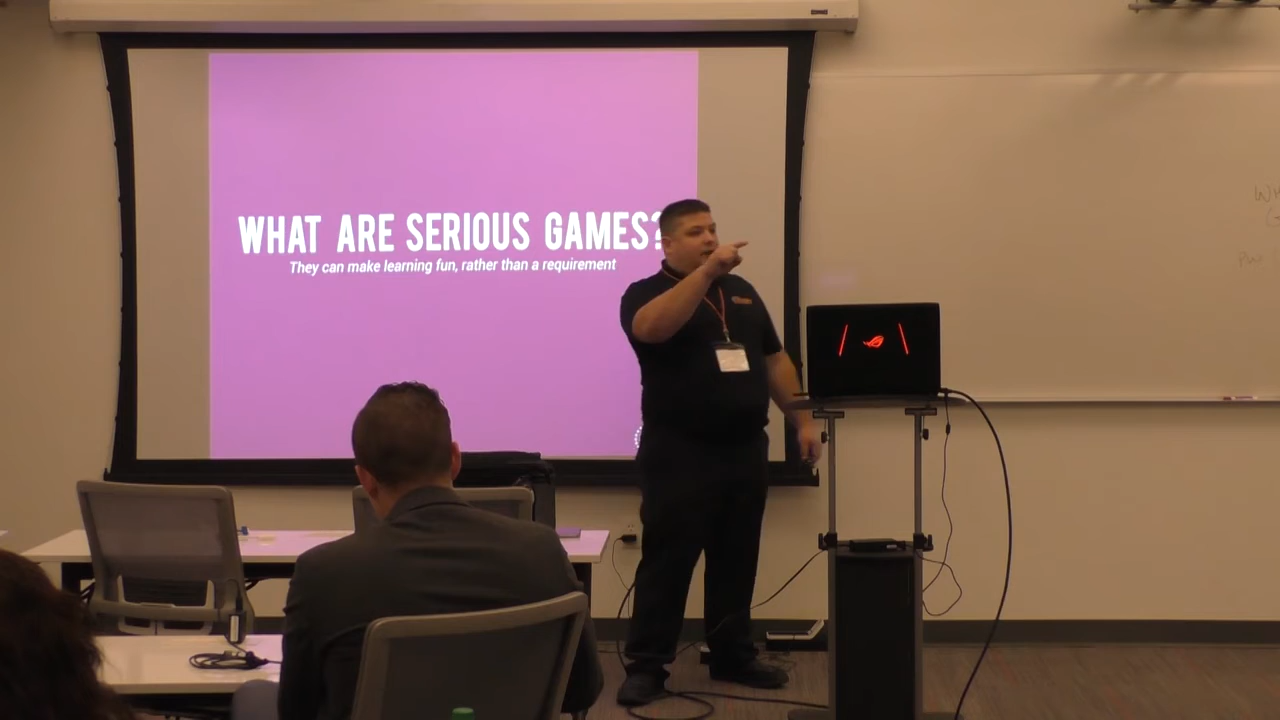 WHAT ARE SERIOUS GAMES?
They can make learning fun, rather than a requirement